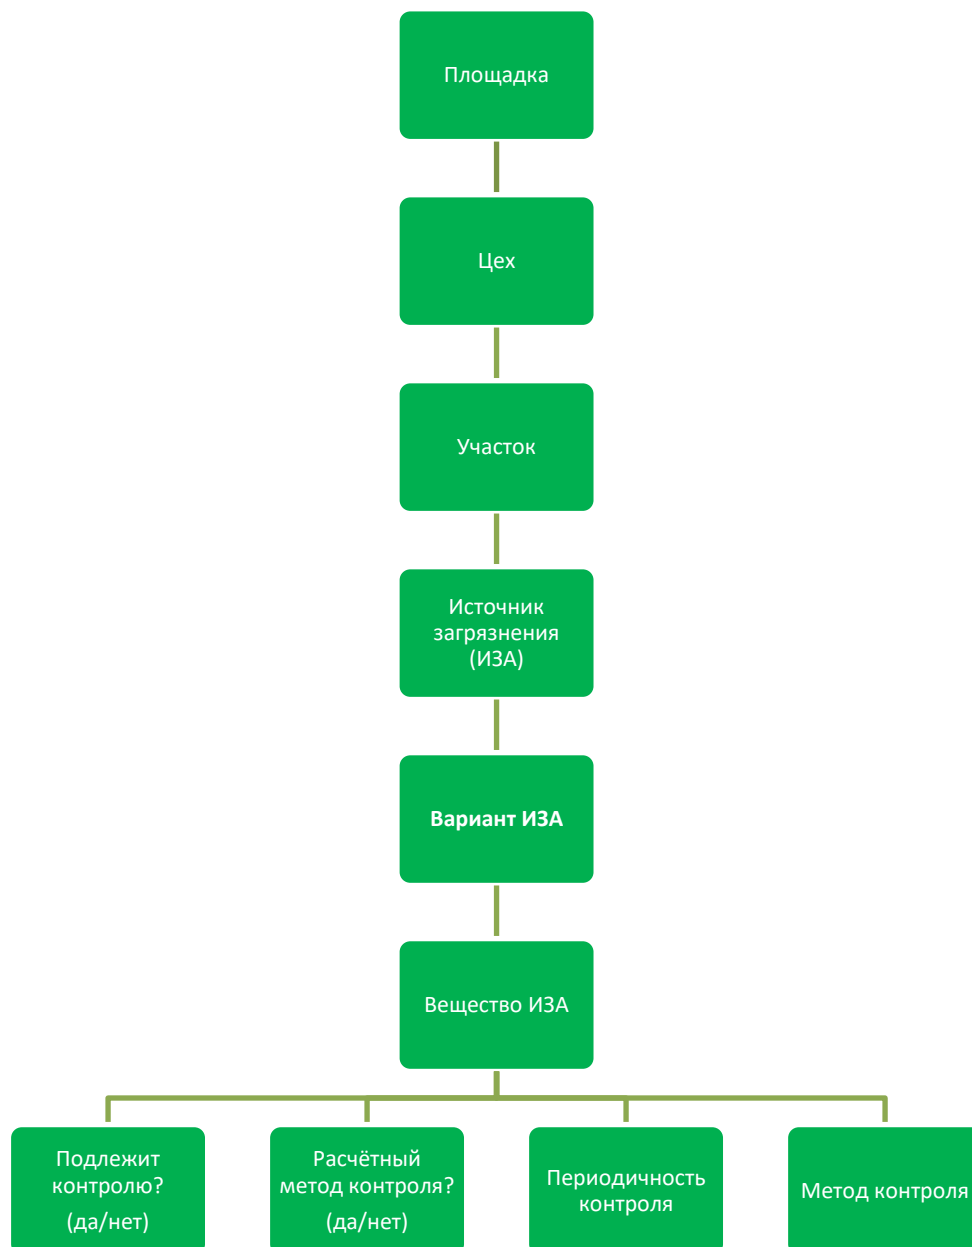 Площадка
Цех
Участок
Источник
загрязнения
(ИЗА)
Вариант ИЗА
Вещество ИЗА
Подлежит
контролю?
(да/нет)
Расчётный
метод контроля?
(да/нет)
Периодичность
контроля
Метод контроля